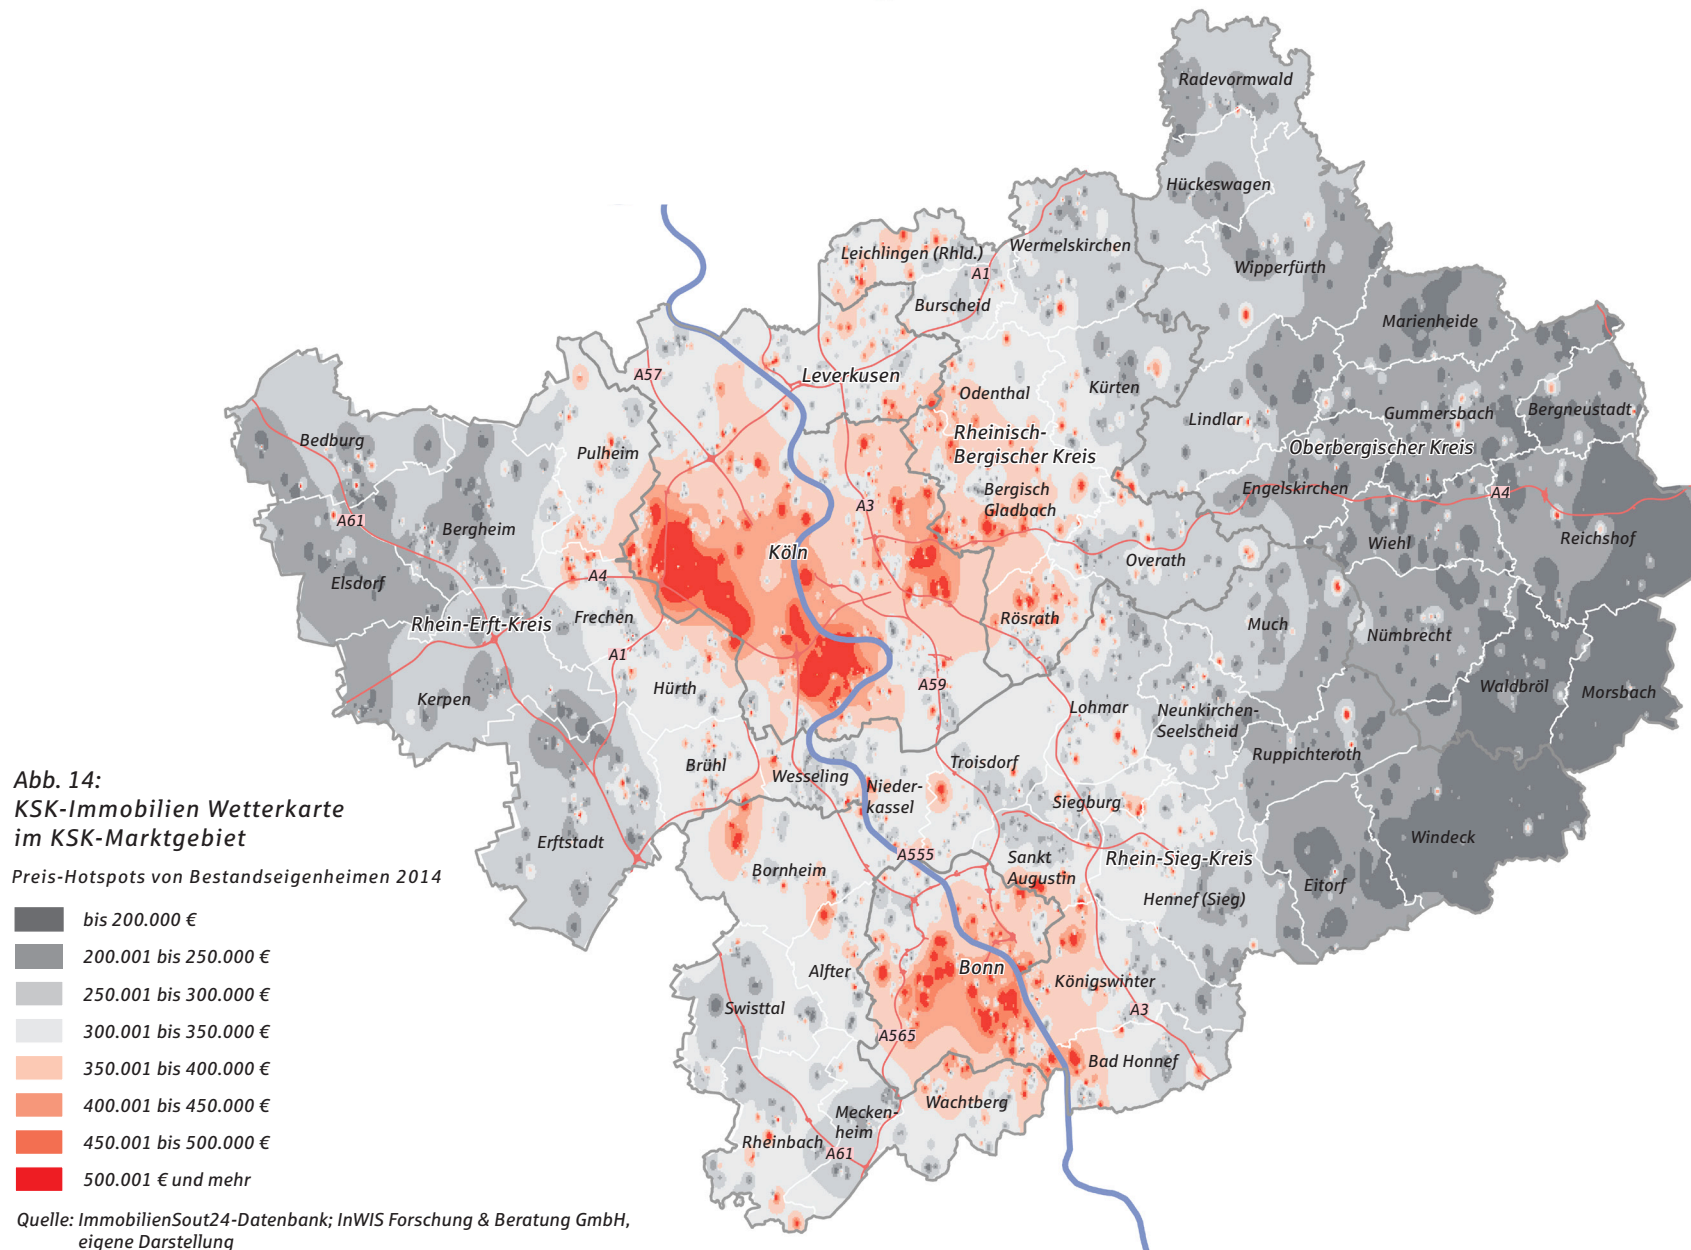 Radevormwald
Hückeswagen
Leichlingen (Rhld.)
Wermelskirchen
A1
Wipperfürth
Burscheid
Marienheide
A57
Leverkusen
Odenthal
Kürten
Lindlar
Gummersbach
Bergneustadt
Bedburg
Pulheim
Rheinisch-
Bergischer Kreis
Oberbergischer Kreis
Bergisch
Gladbach
Engelskirchen
A4
A3
A61
Bergheim
Köln
Wiehl
Reichshof
Overath
Elsdorf
A4
Frechen
Rösrath
Rhein-Erft-Kreis
Much
Nümbrecht
A1
Hürth
A59
Kerpen
Lohmar
Neunkirchen-
Seelscheid
Waldbröl
Morsbach
Ruppichteroth
Brühl
Wesseling
Troisdorf
Nieder-
kassel
Siegburg
Windeck
Erftstadt
A555
Sankt
Augustin
Rhein-Sieg-Kreis
Bornheim
Hennef (Sieg)
Eitorf
Alfter
Bonn
Königswinter
Swisttal
A3
A565
Bad Honnef
Wachtberg
Mecken-
heim
Rheinbach
A61
Abb. 14:
KSK-Immobilien Wetterkarte
im KSK-Marktgebiet
Preis-Hotspots von Bestandseigenheimen 2014
bis 200.000 €
200.001 bis 250.000 €
250.001 bis 300.000 €
300.001 bis 350.000 €
350.001 bis 400.000 €
400.001 bis 450.000 €
450.001 bis 500.000 €
500.001 € und mehr
Quelle: ImmobilienSout24-Datenbank; InWIS Forschung & Beratung GmbH,
eigene Darstellung